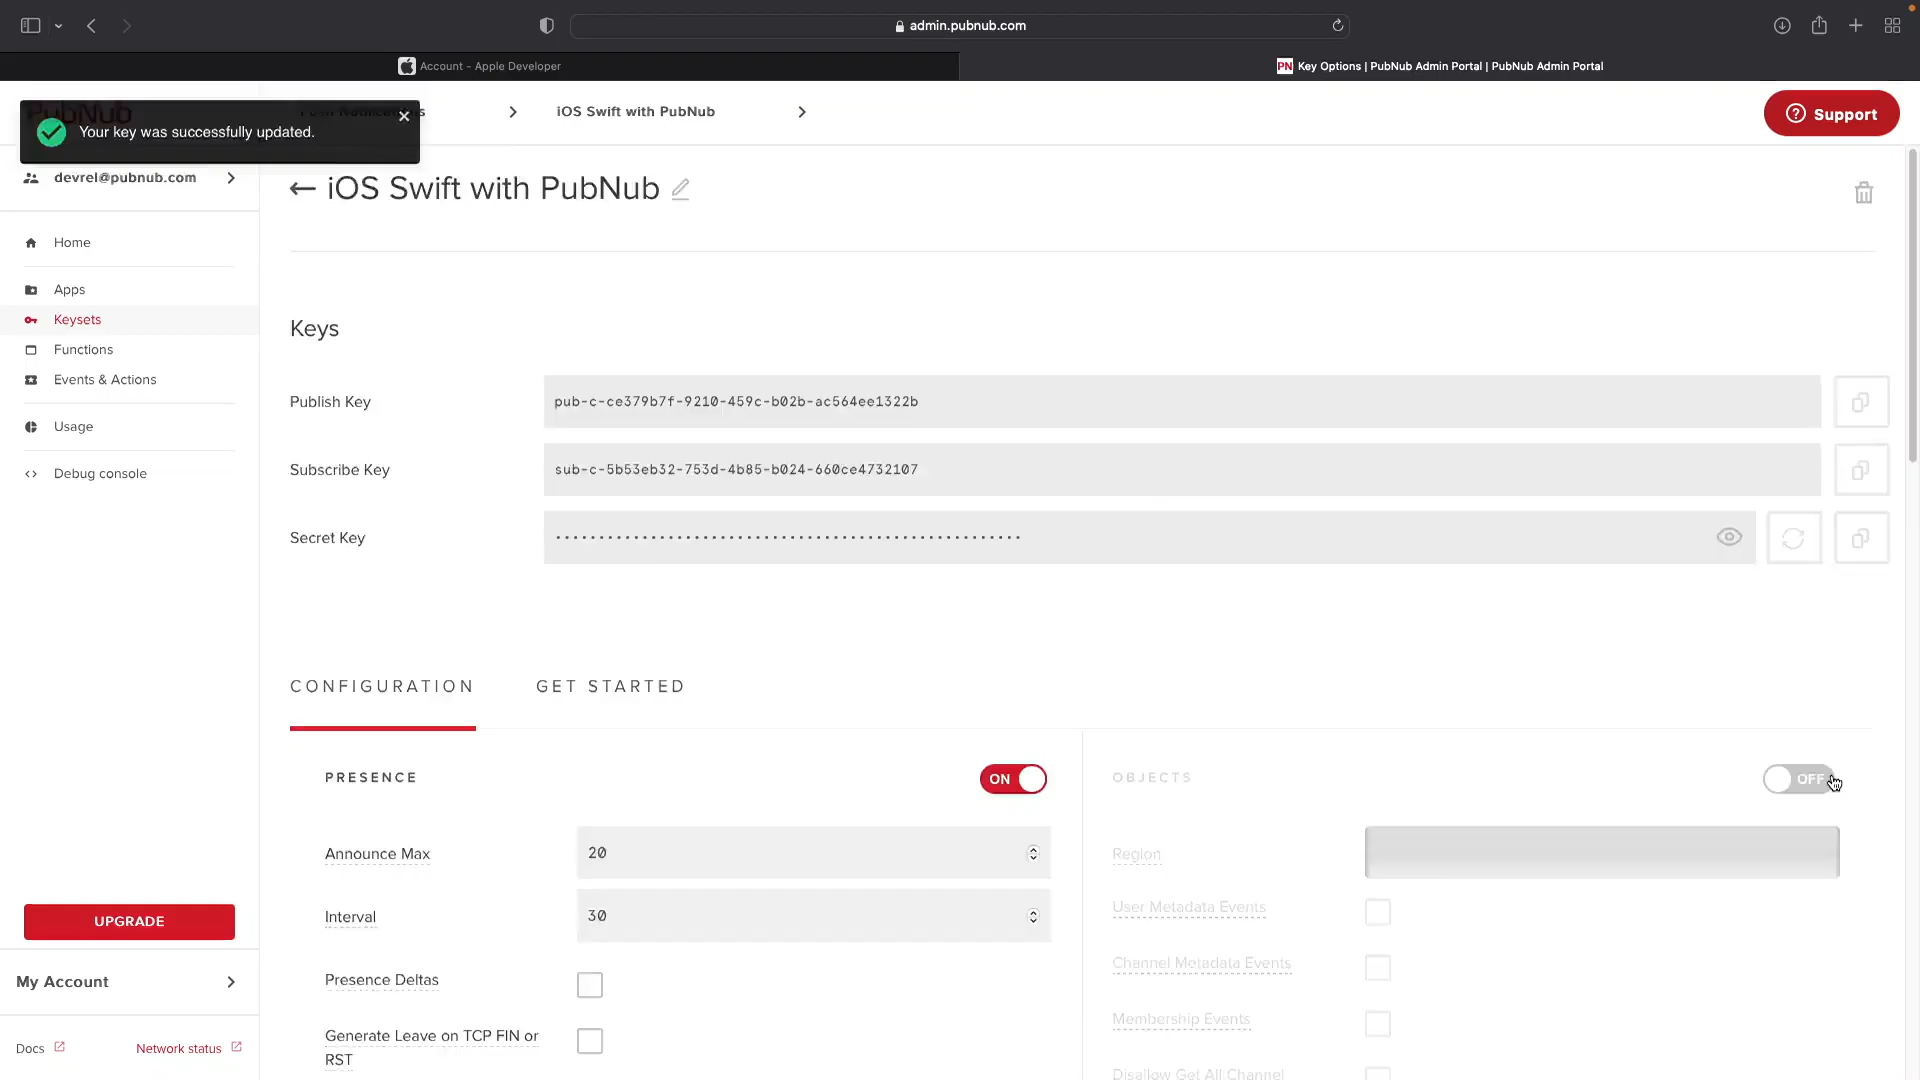 admin.pubnub.com
Account - Apple Developer
PN Key Options | PubNub Admin Portal | PubNub Admin Portal
PubNub
Push Notifications
iOS Swift with PubNub
Support
Your key was successfully updated.
devrel@pubnub.com
iOS Swift with PubNub
Home
Apps
Keysets
Functions
Events & Actions
Usage
Debug console
UPGRADE
My Account
Docs
Network status
Keys
Publish Key
pub-c-ce379b7f-9210-459c-b02b-ac564ee1322b
Subscribe Key
sub-c-5b53eb32-753d-4b85-b024-660ce4732107
Secret Key
CONFIGURATION
GET STARTED
PRESENCE
ON
Announce Max
20
Interval
30
Presence Deltas
Generate Leave on TCP FIN or
RST
OBJECTS
OFF
Region
User Metadata Events
Channel Metadata Events
Membership Events
Disallow Get All Channel